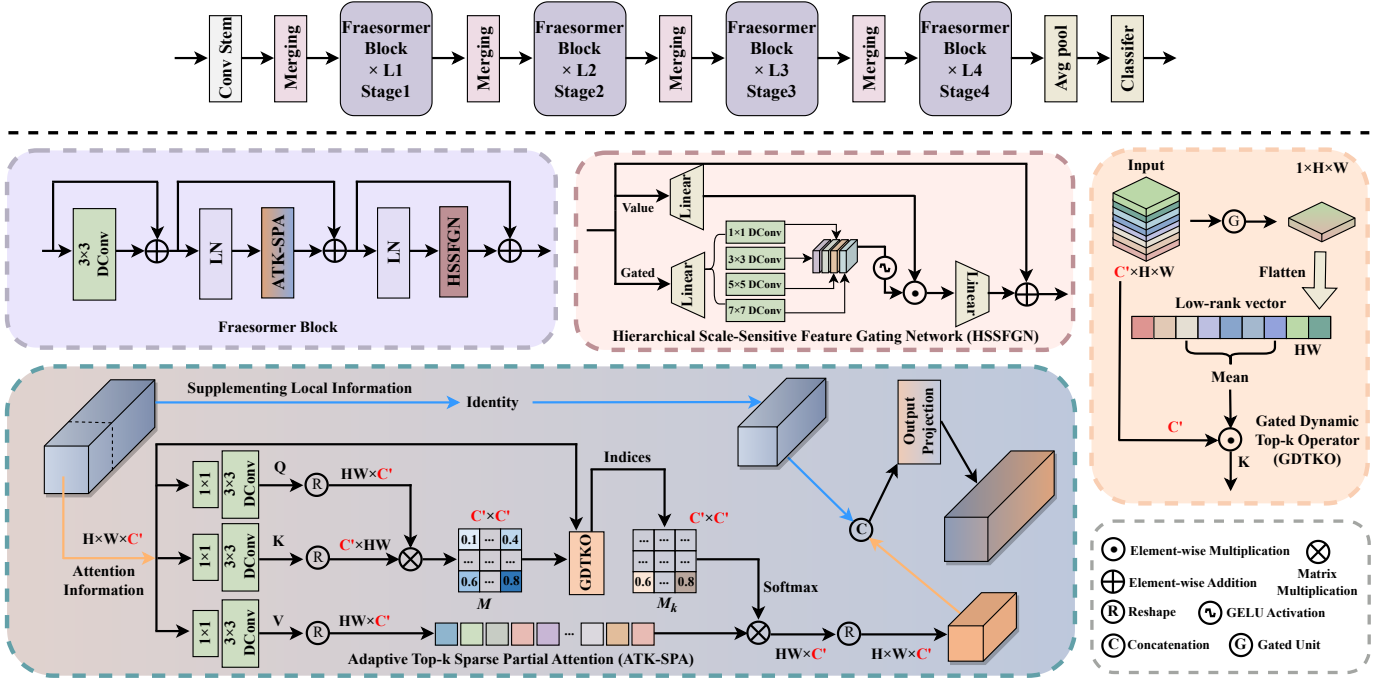 Conv Stem
Merging
Fraesormer
Block
× L1
Stage1
Merging
Fraesormer
Block
× L2
Stage2
Merging
Fraesormer
Block
× L3
Stage3
Merging
Fraesormer
Block
× L4
Stage4
Avg pool
Classifer
3×3
DConv
LN
ATK-SPA
LN
HSSFGN
Fraesormer Block
Value
Linear
Gated
Linear
1×1 DConv
3×3 DConv
5×5 DConv
7×7 DConv
Linear
Hierarchical Scale-Sensitive Feature Gating Network (HSSFGN)
Input
1×H×W
G
C'×H×W
Flatten
Low-rank vector
HW
Mean
C'
Gated Dynamic
Top-k Operator
(GDTKO)
K
Supplementing Local Information
Identity
Output
Projection
H×W×C'
Attention
Information
1×1
3×3
DConv
Q
R
HW×C'
1×1
3×3
DConv
K
R
C'×HW
1×1
3×3
DConv
V
R
HW×C'
C'×C'
0.1 ... 0.4
... ... ...
0.6 ... 0.8
M
GDTKO
Indices
C'×C'
... ... ...
... ... ...
0.6 ... 0.8
Mk
Softmax
...
HW×C'
R
H×W×C'
C
Adaptive Top-k Sparse Partial Attention (ATK-SPA)
Element-wise Multiplication
Element-wise Addition
Matrix
Multiplication
R Reshape
GELU Activation
C Concatenation
G Gated Unit